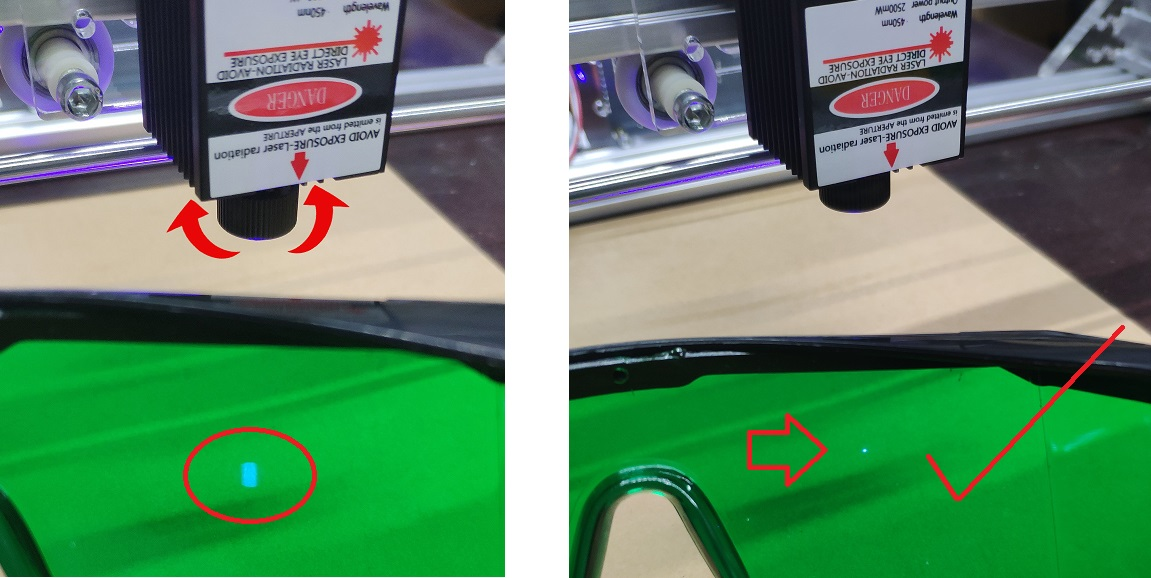 AVOID EXPOSURE-Laser radiation
is emitted from the APERTURE
DANGER
LASER RADIATION-AVOID
DIRECT EYE EXPOSURE
Wavelength 450nm
AVOID EXPOSURE-Laser radiation
is emitted from the APERTURE
DANGER
LASER RADIATION-AVOID
DIRECT EYE EXPOSURE
Wavelength 450nm
Output power 2500mW